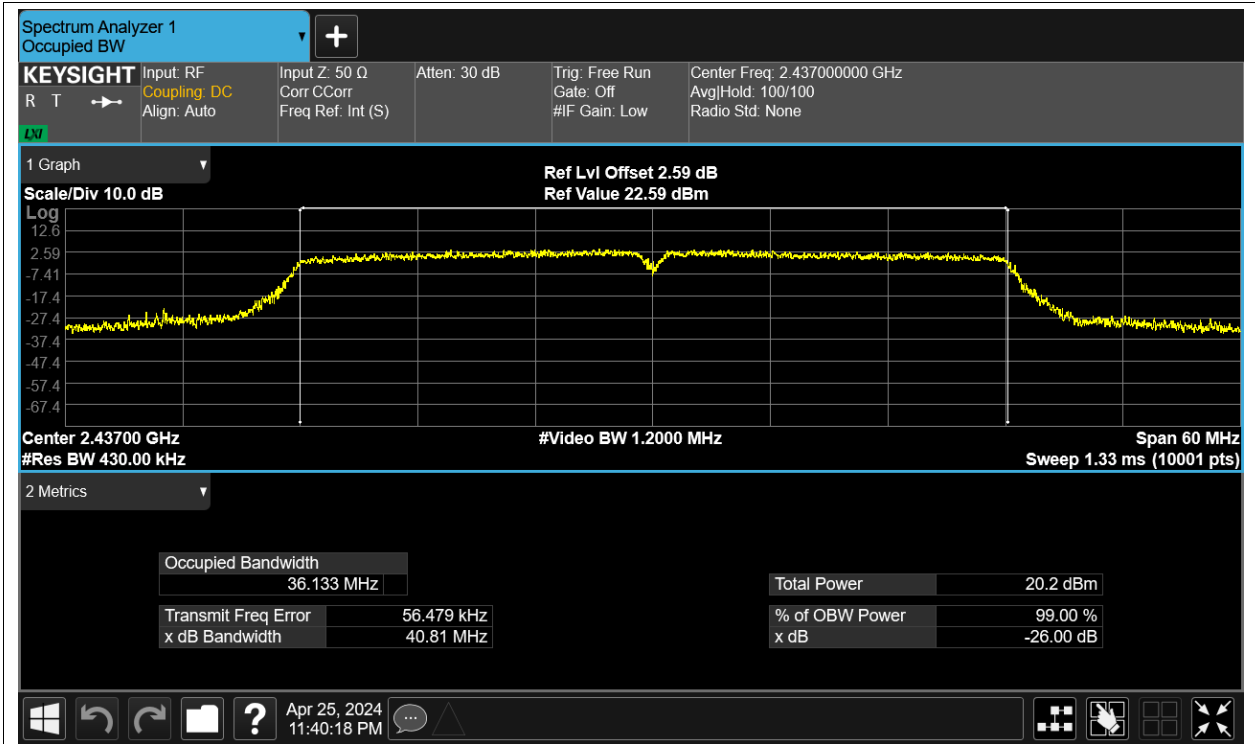 Spectrum Analyzer 1
Occupied BW
KEYSIGHT
R T
LXI
Input: RF
Coupling: DC
Align: Auto
Input Z: 50 Ω
Corr CCorr
Freq Ref: Int (S)
Atten: 30 dB
Trig: Free Run
Gate: Off
#IF Gain: Low
Center Freq: 2.437000000 GHz
Avg|Hold: 100/100
Radio Std: None
1 Graph
Scale/Div 10.0 dB
Ref Lvl Offset 2.59 dB
Ref Value 22.59 dBm
Log
12.6
2.59
-7.41
-17.4
-27.4
-37.4
-47.4
-57.4
-67.4
Center 2.43700 GHz
#Res BW 430.00 kHz
#Video BW 1.2000 MHz
Span 60 MHz
Sweep 1.33 ms (10001 pts)
2 Metrics
Occupied Bandwidth
36.133 MHz
Transmit Freq Error 56.479 kHz
x dB Bandwidth 40.81 MHz
Total Power 20.2 dBm
% of OBW Power 99.00 %
x dB -26.00 dB
?
Apr 25, 2024
11:40:18 PM